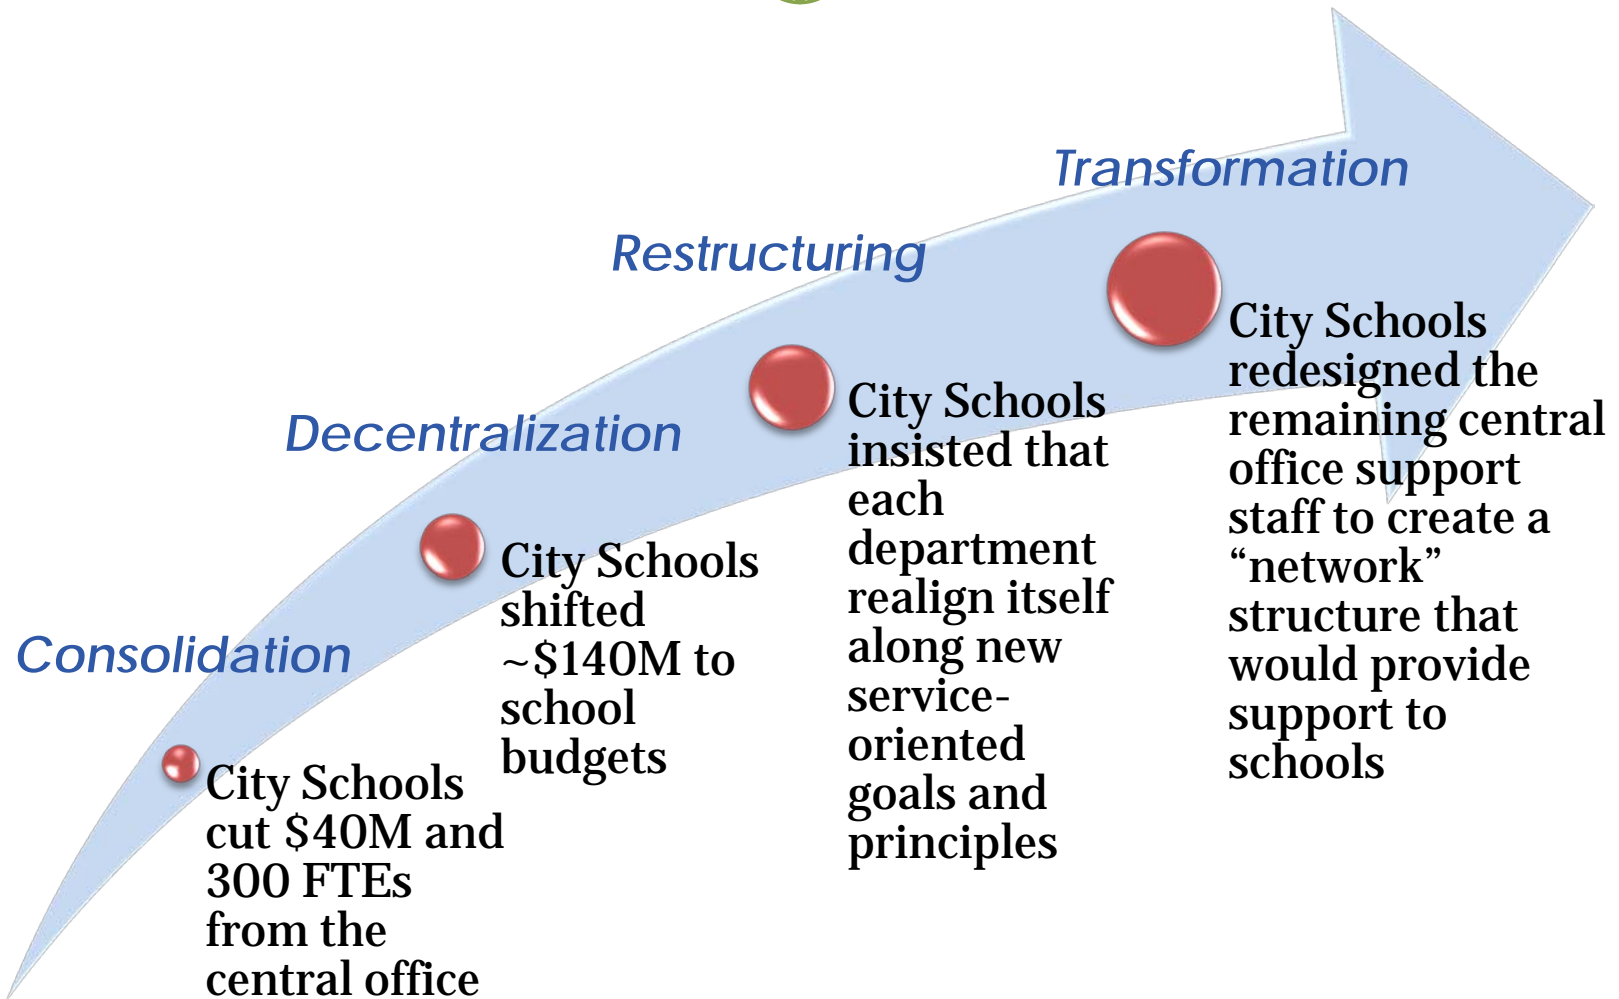 Consolidation
City Schools
cut $40M and
300 FTEs
from the
central office
Decentralization
City Schools
shifted
~$140M to
school
budgets
Restructuring
City Schools
insisted that
each
department
realign itself
along new
service-
oriented
goals and
principles
Transformation
City Schools
redesigned the
remaining central
office support
staff to create a
“network”
structure that
would provide
support to
schools